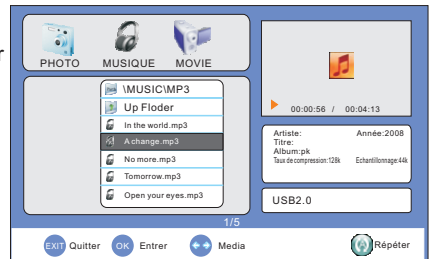 r
PHOTO MUSIQUE MOVIE
\MUSIC\MP3
Up Floder
In the world.mp3
A change.mp3
No more.mp3
Tomorrow.mp3
Open your eyes.mp3
1/5
00:00:56 / 00:04:13
Artiste: Année:2008
Titre:
Album:pk
Taux de compression:128k Echantillonnage:44k
USB2.0
EXIT Quitter OK Entrer Media Répéter